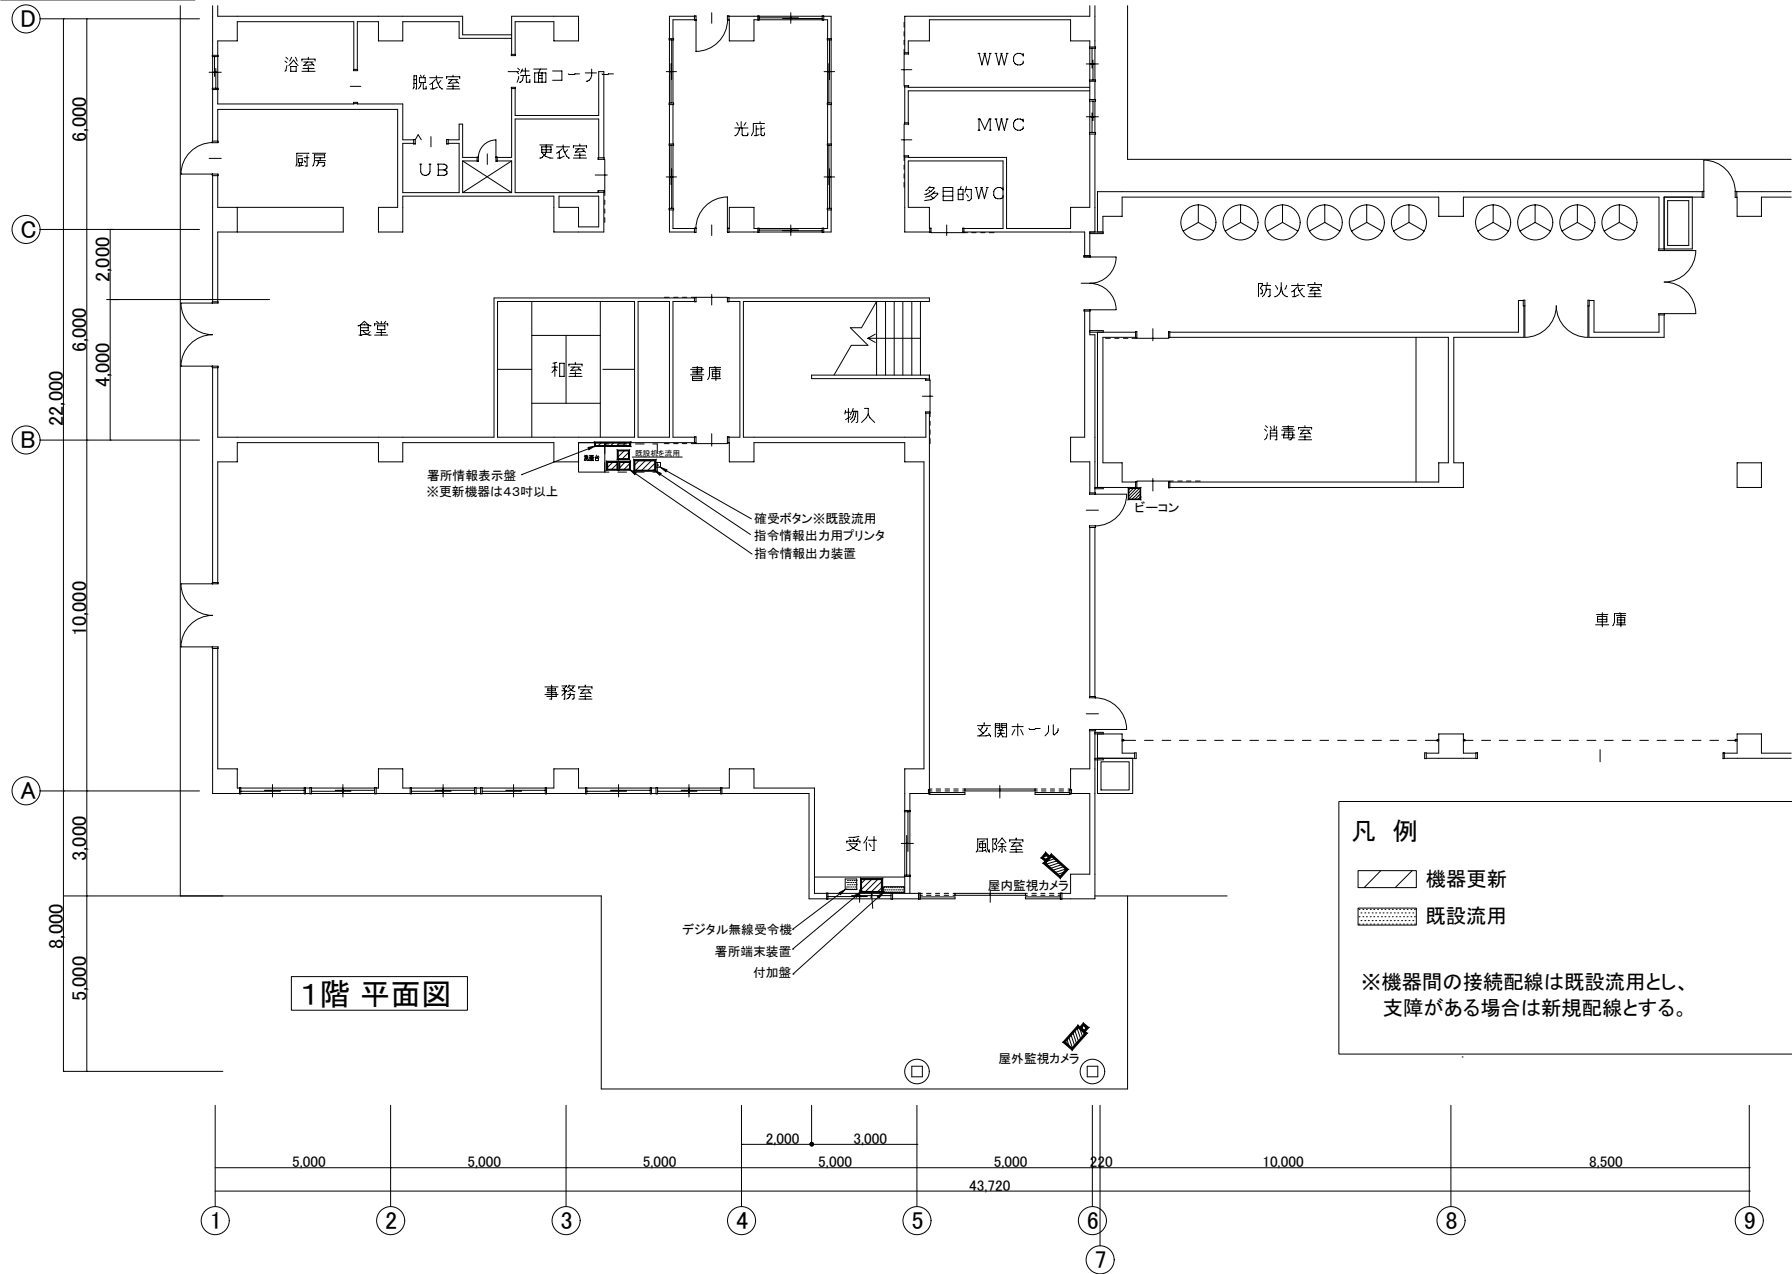 D
浴室
脱衣室
洗面コーナー
WWC
6,000
MWC
光庇
厨房
UB
更衣室
多目的WC
C
2,000
防火衣室
食堂
6,000
4,000
22,000
和室
書庫
物入
消毒室
B
既設机を流用
署所情報表示盤
※更新機器は43吋以上
ビーコン
確受ボタン※既設流用
指令情報出力用プリンタ
指令情報出力装置
10,000
車庫
事務室
玄関ホール
A
3,000
受付
風除室
屋内監視カメラ
凡 例
機器更新
既設流用
8,000
デジタル無線受令機
署所端末装置
付加盤
5,000
1階 平面図
※機器間の接続配線は既設流用とし、
支障がある場合は新規配線とする。
屋外監視カメラ
2,000 3,000
5,000 5,000 5,000 5,000 5,000 220 10,000 8,500
43,720
1 2 3 4 5 6 8 9
7